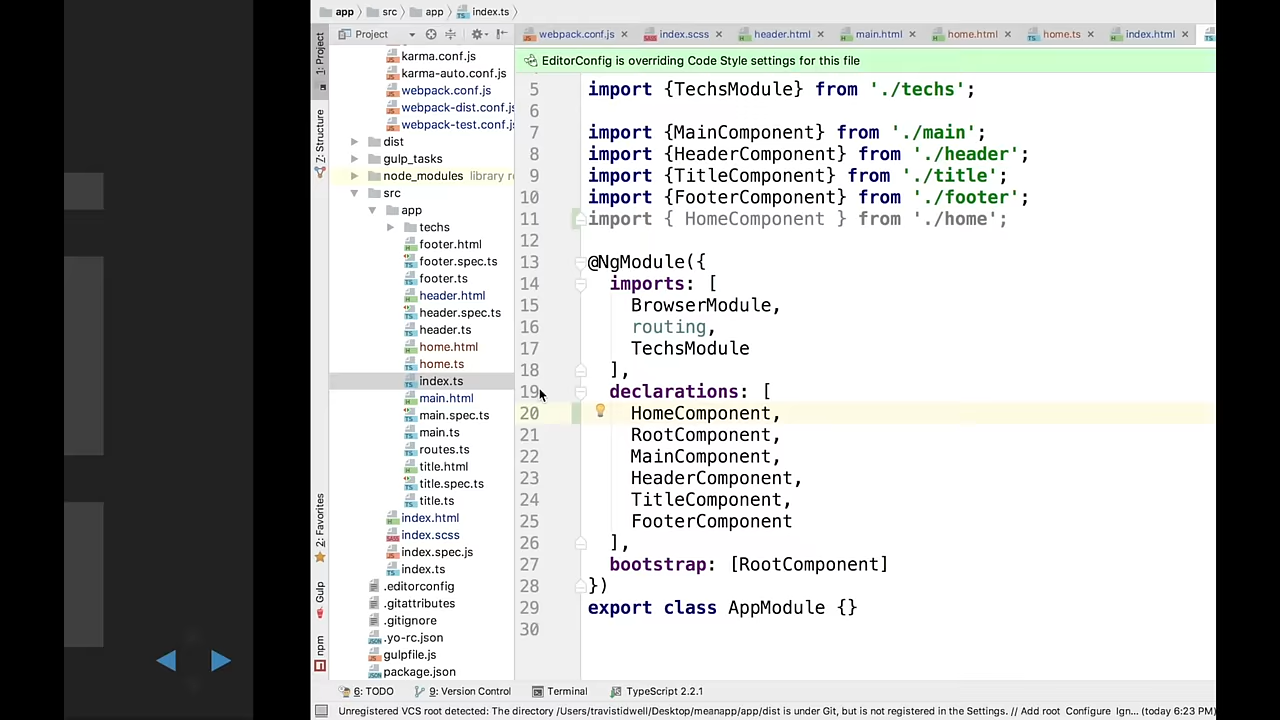 app src app index.ts
1: Project
Project
webpack.conf.js index.scss header.html main.html home.html home.ts index.html
EditorConfig is overriding Code Style settings for this file
karma.conf.js
karma-auto.conf.js
webpack.conf.js
webpack-dist.conf.js
webpack-test.conf.js
dist
gulp_tasks
node_modules library r
src
app
techs
footer.html
footer.spec.ts
footer.ts
header.html
header.spec.ts
header.ts
home.html
home.ts
index.ts
main.html
main.spec.ts
main.ts
routes.ts
title.html
title.spec.ts
title.ts
index.html
index.scss
index.spec.js
index.ts
.editorconfig
.gitattributes
.gitignore
.yo-rc.json
gulpfile.js
package.json
7: Structure
2: Favorites
Gulp
npm
5 import {TechsModule} from './techs';
6
7 import {MainComponent} from './main';
8 import {HeaderComponent} from './header';
9 import {TitleComponent} from './title';
10 import {FooterComponent} from './footer';
11 import { HomeComponent } from './home';
12
13 @NgModule({
14 imports: [
15 BrowserModule,
16 routing,
17 TechsModule
18 ],
19 declarations: [
20 HomeComponent,
21 RootComponent,
22 MainComponent,
23 HeaderComponent,
24 TitleComponent,
25 FooterComponent
26 ],
27 bootstrap: [RootComponent]
28 })
29 export class AppModule {}
30
6: TODO 9: Version Control Terminal TypeScript 2.2.1
Unregistered VCS root detected: The directory /Users/travistidwell/Desktop/meanapp/app/dist is under Git, but is not registered in the Settings. // Add root Configure Ign... (today 6:23 PM)